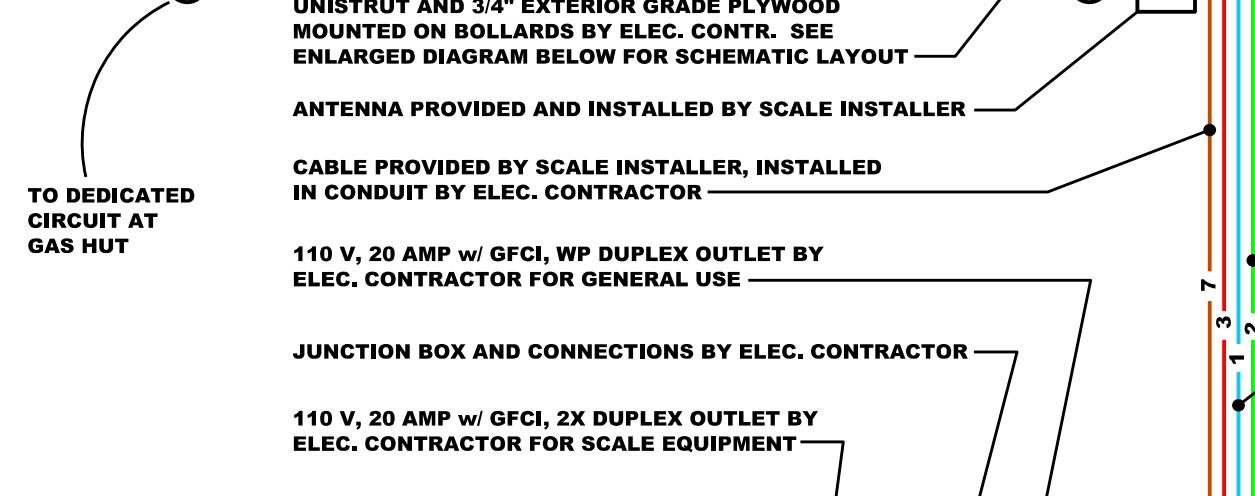 UNISTRUT AND 3/4" EXTERIOR GRADE PLYWOOD
MOUNTED ON BOLLARDS BY ELEC. CONTR. SEE
ENLARGED DIAGRAM BELOW FOR SCHEMATIC LAYOUT
ANTENNA PROVIDED AND INSTALLED BY SCALE INSTALLER
CABLE PROVIDED BY SCALE INSTALLER, INSTALLED
IN CONDUIT BY ELEC. CONTRACTOR
TO DEDICATED
CIRCUIT AT
GAS HUT
110 V, 20 AMP w/ GFCI, WP DUPLEX OUTLET BY
ELEC. CONTRACTOR FOR GENERAL USE
JUNCTION BOX AND CONNECTIONS BY ELEC. CONTRACTOR
110 V, 20 AMP w/ GFCI, 2X DUPLEX OUTLET BY
ELEC. CONTRACTOR FOR SCALE EQUIPMENT
7
3
1
2